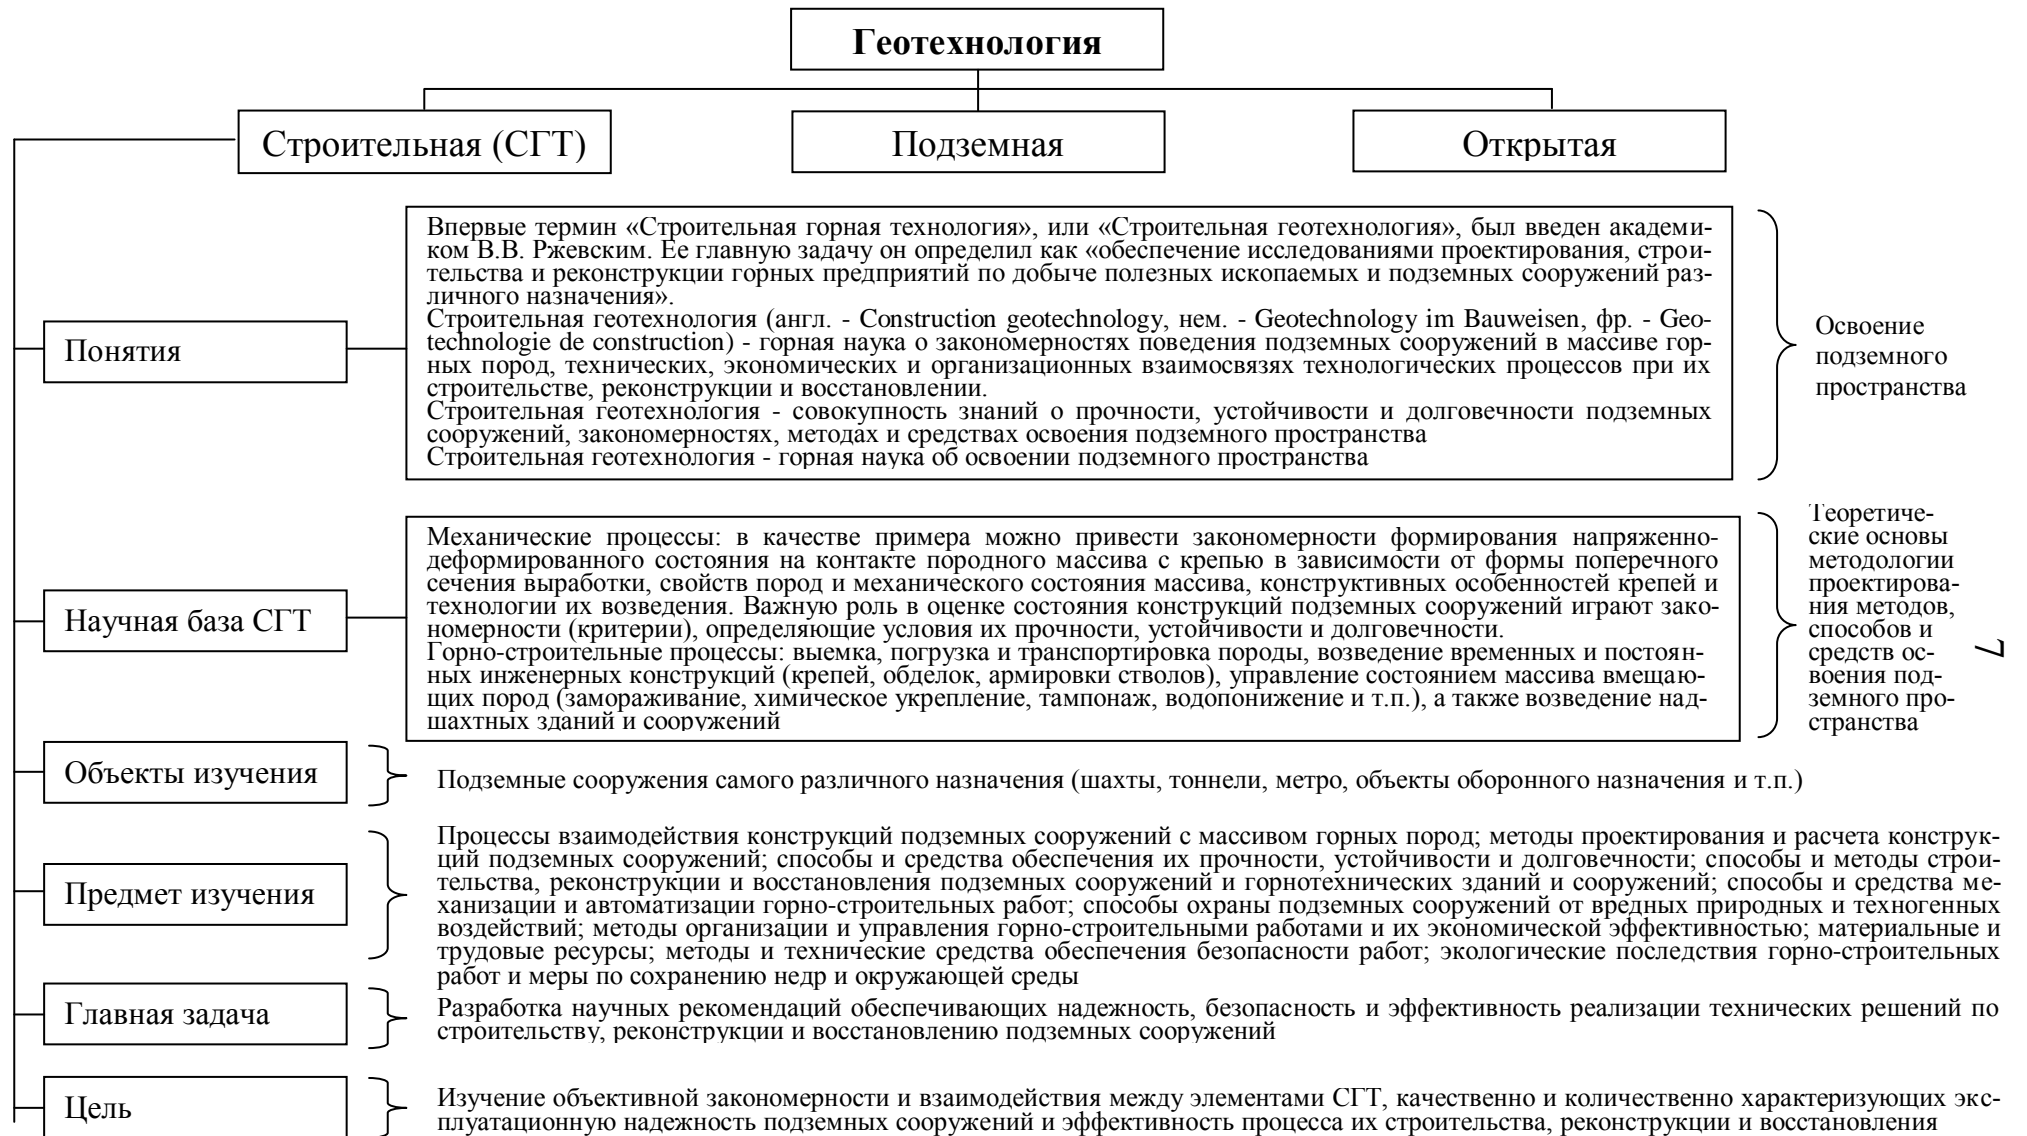 Геотехнология
Строительная (СГТ)
Подземная
Открытая
Понятия
Впервые термин «Строительная горная технология», или «Строительная геотехнология», был введен академи-
ком В.В. Ржевским. Ее главную задачу он определил как «обеспечение исследованиями проектирования, строи-
тельства и реконструкции горных предприятий по добыче полезных ископаемых и подземных сооружений раз-
личного назначения».
Строительная геотехнология (англ. - Construction geotechnology, нем. - Geotechnology im Bauweisen, фр. - Geo-
technologie de construction) - горная наука о закономерностях поведения подземных сооружений в массиве гор-
ных пород, технических, экономических и организационных взаимосвязях технологических процессов при их
строительстве, реконструкции и восстановлении.
Строительная геотехнология - совокупность знаний о прочности, устойчивости и долговечности подземных
сооружений, закономерностях, методах и средствах освоения подземного пространства
Строительная геотехнология - горная наука об освоении подземного пространства
Освоение
подземного
пространства
Научная база СГТ
Механические процессы: в качестве примера можно привести закономерности формирования напряженно-
деформированного состояния на контакте породного массива с крепью в зависимости от формы поперечного
сечения выработки, свойств пород и механического состояния массива, конструктивных особенностей крепей и
технологии их возведения. Важную роль в оценке состояния конструкций подземных сооружений играют зако-
номерности (критерии), определяющие условия их прочности, устойчивости и долговечности.
Горно-строительные процессы: выемка, погрузка и транспортировка породы, возведение временных и постоян-
ных инженерных конструкций (крепей, обделок, армировки стволов), управление состоянием массива вмещаю-
щих пород (замораживание, химическое укрепление, тампонаж, водопонижение и т.п.), а также возведение над-
шахтных зданий и сооружений
Теоретиче-
ские основы
методологии
проектирова-
ния методов,
способов и
средств ос-
воения под-
земного про-
странства
7
Объекты изучения
Подземные сооружения самого различного назначения (шахты, тоннели, метро, объекты оборонного назначения и т.п.)
Предмет изучения
Процессы взаимодействия конструкций подземных сооружений с массивом горных пород; методы проектирования и расчета конструк-
ций подземных сооружений; способы и средства обеспечения их прочности, устойчивости и долговечности; способы и методы строи-
тельства, реконструкции и восстановления подземных сооружений и горнотехнических зданий и сооружений; способы и средства ме-
ханизации и автоматизации горно-строительных работ; способы охраны подземных сооружений от вредных природных и техногенных
воздействий; методы организации и управления горно-строительными работами и их экономической эффективностью; материальные и
трудовые ресурсы; методы и технические средства обеспечения безопасности работ; экологические последствия горно-строительных
работ и меры по сохранению недр и окружающей среды
Главная задача
Разработка научных рекомендаций обеспечивающих надежность, безопасность и эффективность реализации технических решений по
строительству, реконструкции и восстановлению подземных сооружений
Цель
Изучение объективной закономерности и взаимодействия между элементами СГТ, качественно и количественно характеризующих экс-
плуатационную надежность подземных сооружений и эффективность процесса их строительства, реконструкции и восстановления